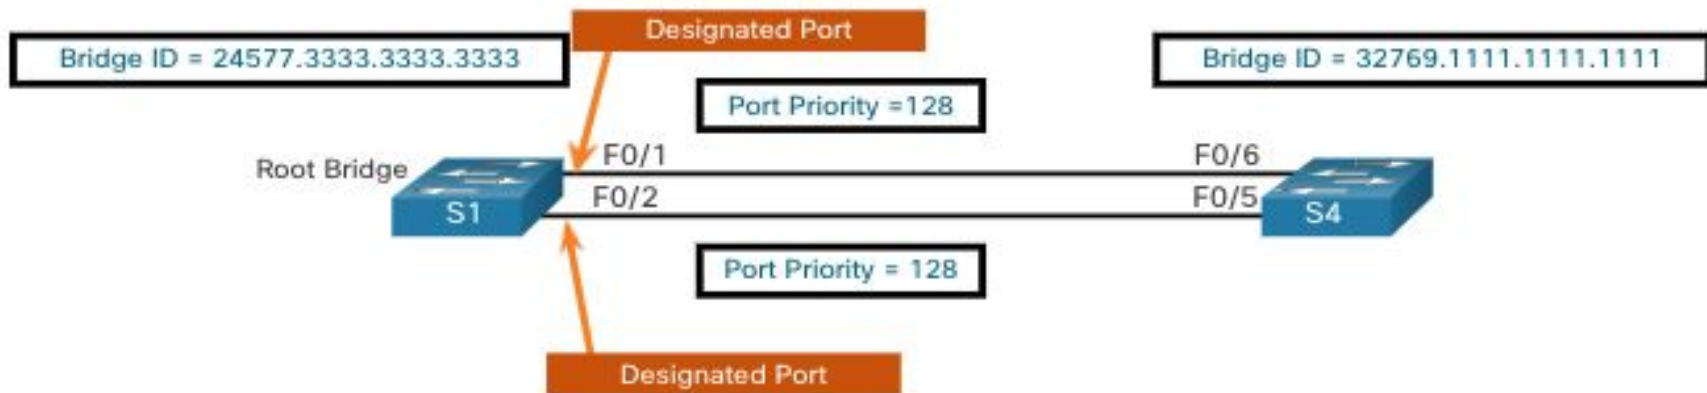 Designated Port
Bridge ID = 24577.3333.3333.3333
Bridge ID = 32769.1111.1111.1111
Port Priority =128
Root Bridge
F0/1
F0/6
F0/2
F0/5
S1
S4
Port Priority = 128
Designated Port